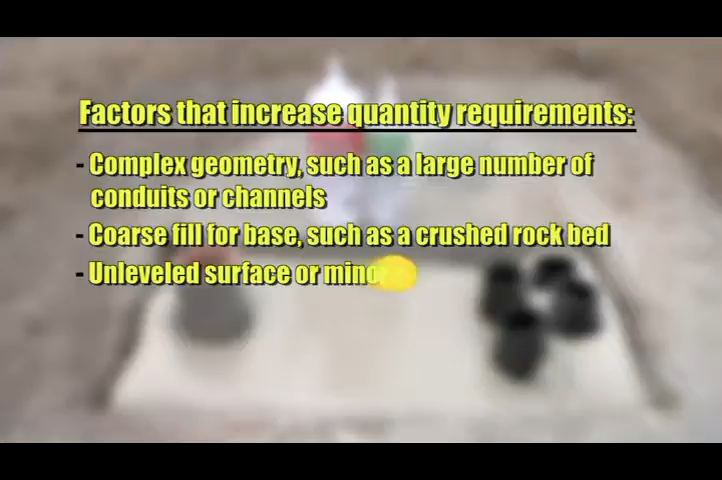 Factors that increase quantity requirements:
- Complex geometry, such as a large number of
conduits or channels
- Coarse fill for base, such as a crushed rock bed
- Unleveled surface or